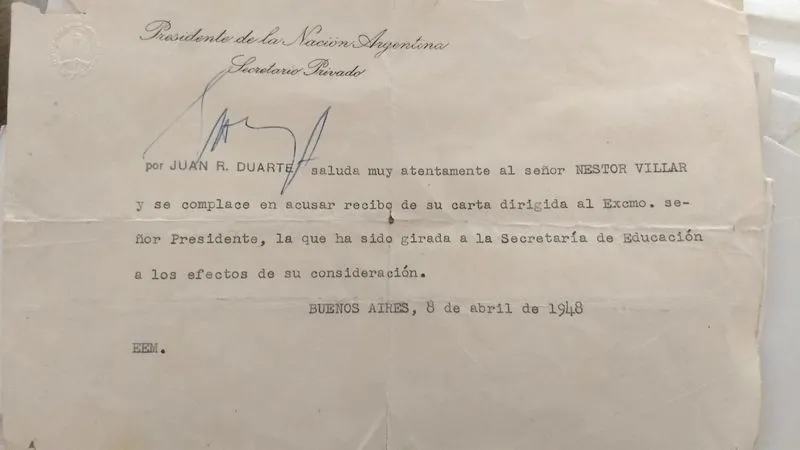 Presidente de la Nación Argentina
Secretario Privado
por JUAN R. DUARTE saluda muy atentamente al señor NESTOR VILLAR
y se complace en acusar recibo de su carta dirigida al Excmo. se-
ñor Presidente, la que ha sido girada a la Secretaría de Educación
a los efectos de su consideración.
BUENOS AIRES, 8 de abril de 1948
EEM.